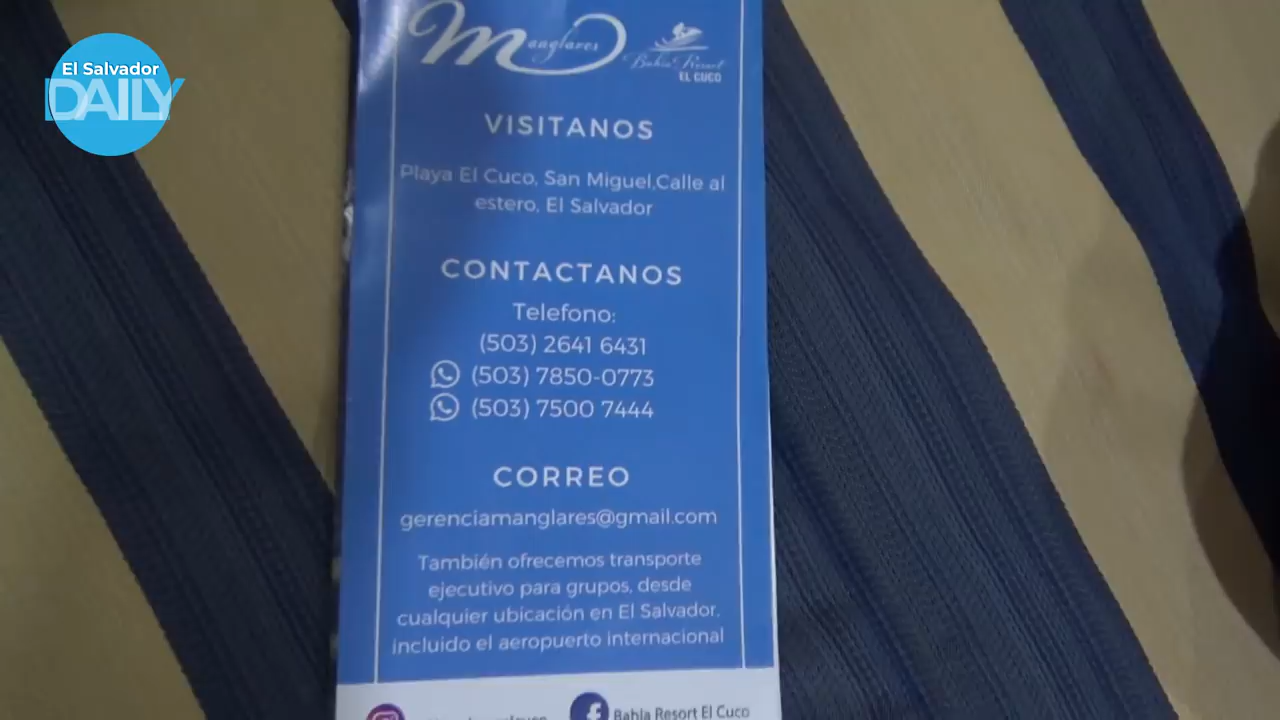 El Salvador
DAILY
Manglares
Bahia Resort
EL CUCO
VISITANOS
Playa El Cuco, San Miguel,Calle al
estero, El Salvador
CONTACTANOS
Telefono:
(503) 2641 6431
(503) 7850-0773
(503) 7500 7444
CORREO
gerenciamanglares@gmail.com
También ofrecemos transporte
ejecutivo para grupos, desde
cualquier ubicación en El Salvador,
incluido el aeropuerto internacional
Bahia Resort El Cuco